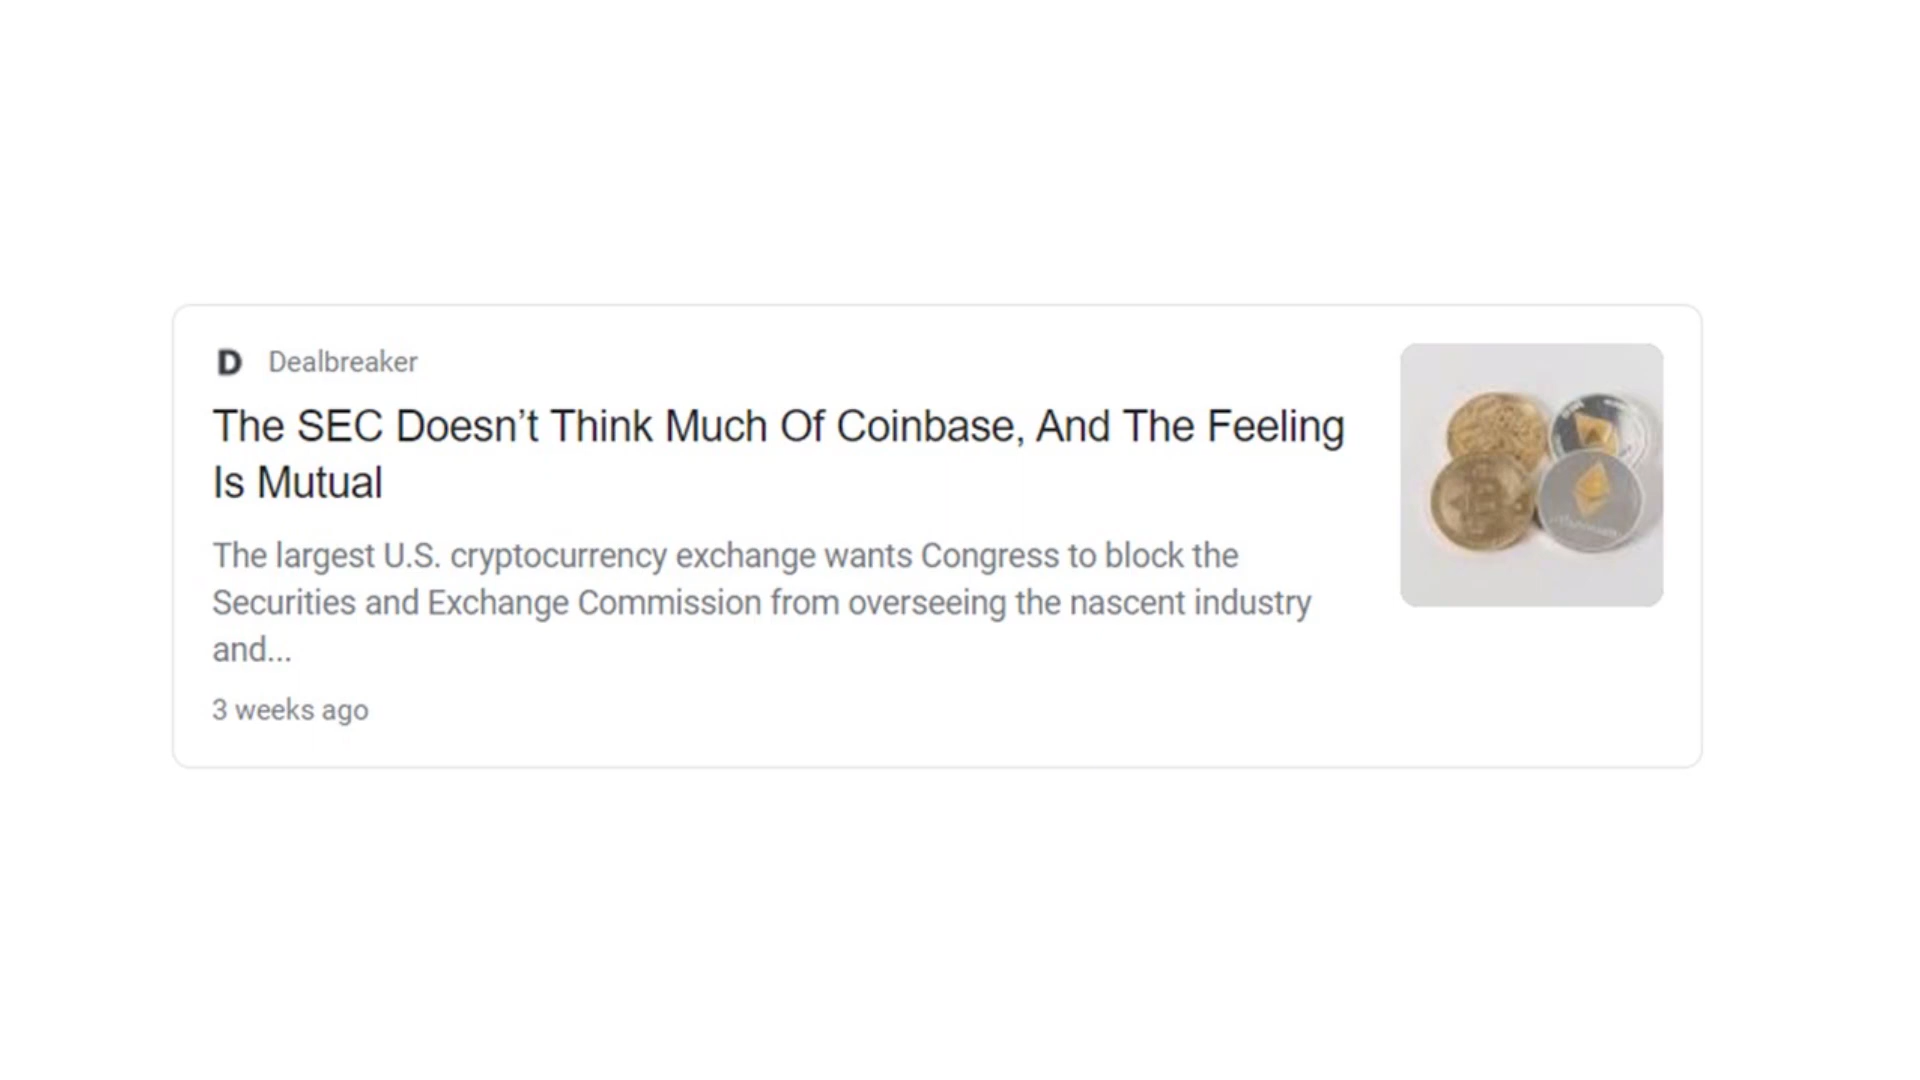 D Dealbreaker
The SEC Doesn’t Think Much Of Coinbase, And The Feeling
Is Mutual
The largest U.S. cryptocurrency exchange wants Congress to block the
Securities and Exchange Commission from overseeing the nascent industry
and...
3 weeks ago